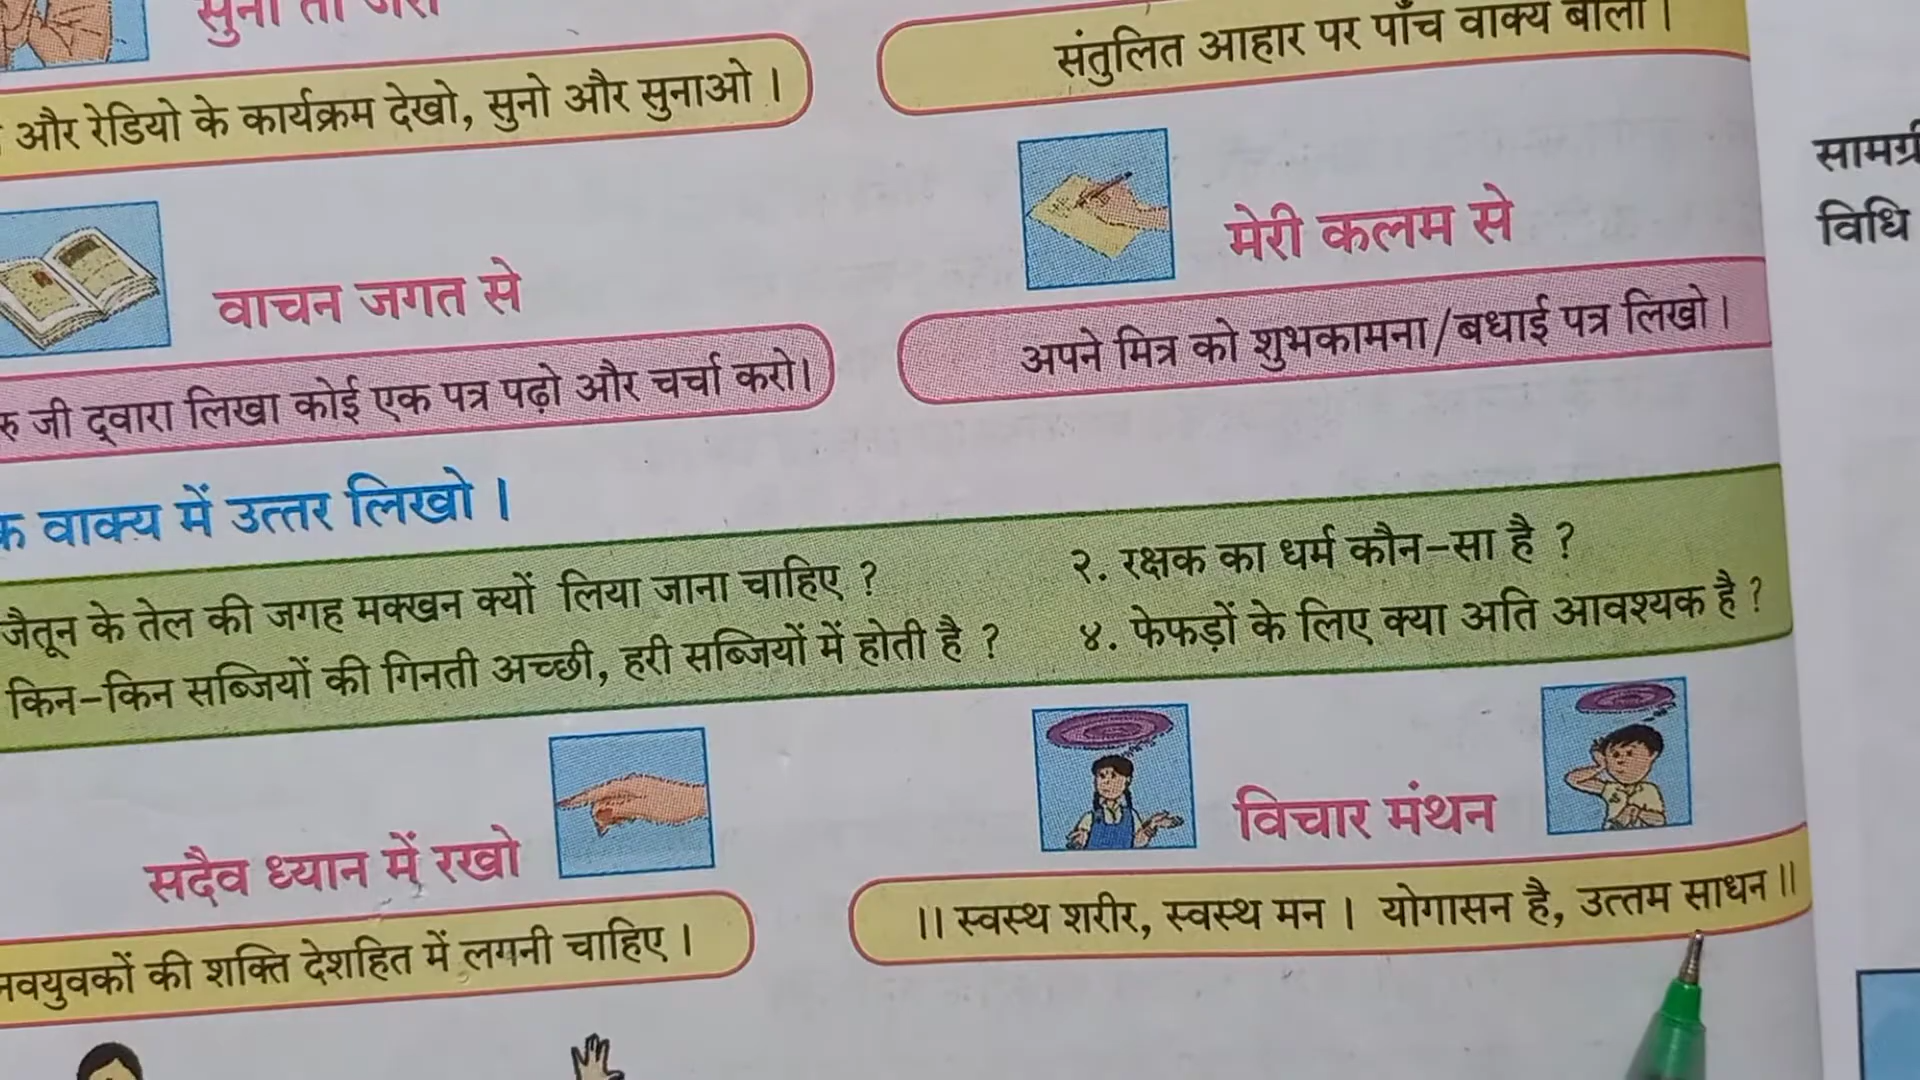 सुनो तो जरा
और रेडियो के कार्यक्रम देखो, सुनो और सुनाओ ।
संतुलित आहार पर पाँच वाक्य बोलो ।
वाचन जगत से
जी द्‌वारा लिखा कोई एक पत्र पढ़ो और चर्चा करो।
मेरी कलम से
अपने मित्र को शुभकामना/बधाई पत्र लिखो ।
वाक्य में उत्तर लिखो ।
जैतून के तेल की जगह मक्खन क्यों लिया जाना चाहिए ?
२. रक्षक का धर्म कौन-सा है ?
किन-किन सब्जियों की गिनती अच्छी, हरी सब्जियों में होती है ?
४. फेफड़ों के लिए क्या अति आवश्यक है ?
सदैव ध्यान में रखो
नवयुवकों की शक्ति देशहित में लगनी चाहिए ।
विचार मंथन
।। स्वस्थ शरीर, स्वस्थ मन । योगासन है, उत्तम साधन ।।
विधि